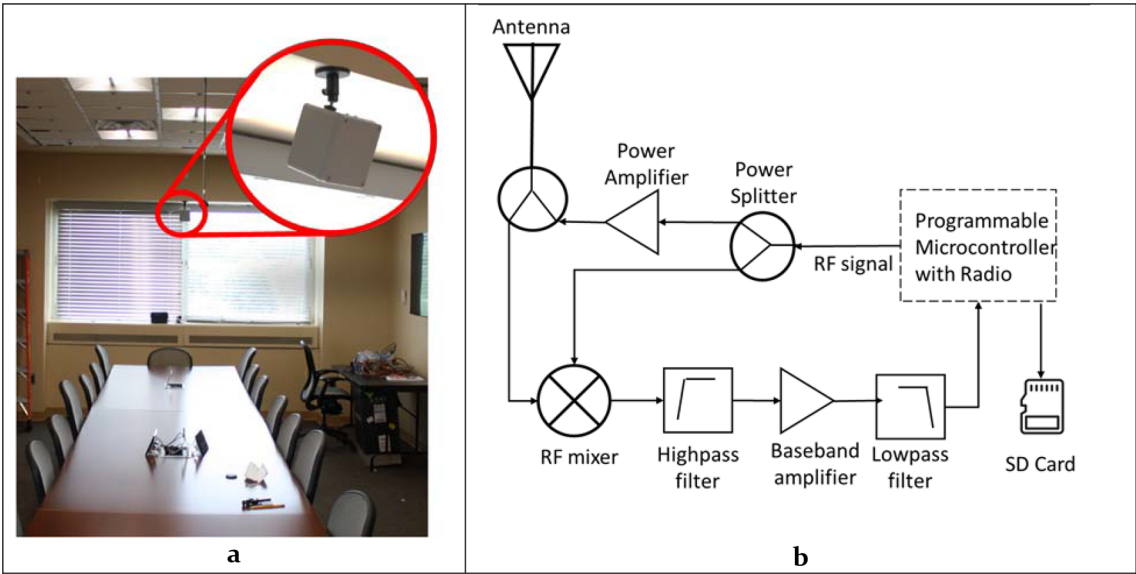 Antenna
Power
Amplifier
Power
Splitter
Programmable
Microcontroller
with Radio
RF signal
RF mixer
Highpass
filter
Baseband
amplifier
Lowpass
filter
SD Card
a
b